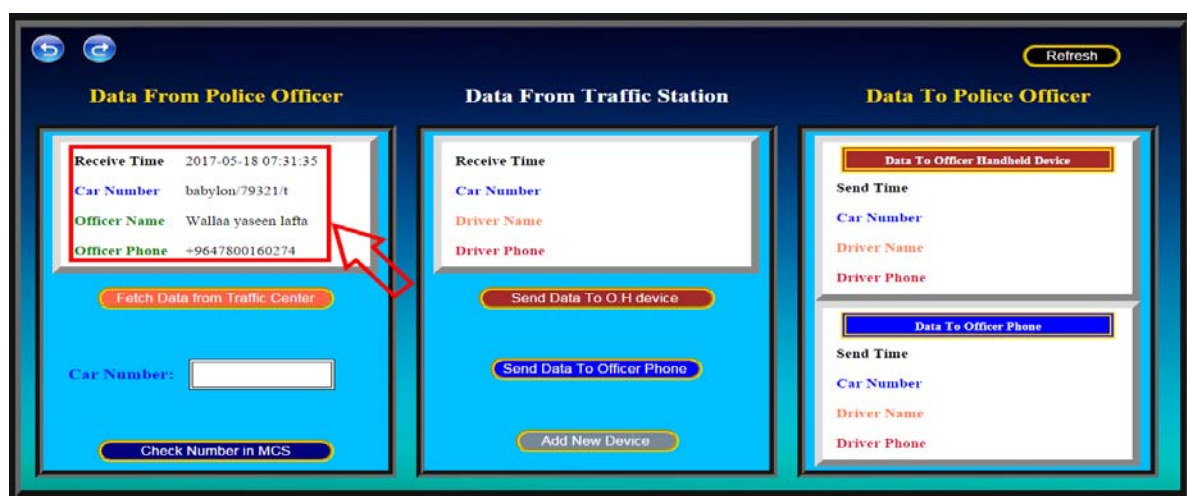 Refresh
Data From Police Officer
Receive Time 2017-05-18 07:31:35
Car Number babylon/79321/t
Officer Name Wallaa yaseen lafta
Officer Phone +9647800160274
Fetch Data from Traffic Center
Car Number:
Check Number in MCS
Data From Traffic Station
Receive Time
Car Number
Driver Name
Driver Phone
Send Data To O.H device
Send Data To Officer Phone
Add New Device
Data To Police Officer
Data To Officer Handheld Device
Send Time
Car Number
Driver Name
Driver Phone
Data To Officer Phone
Send Time
Car Number
Driver Name
Driver Phone